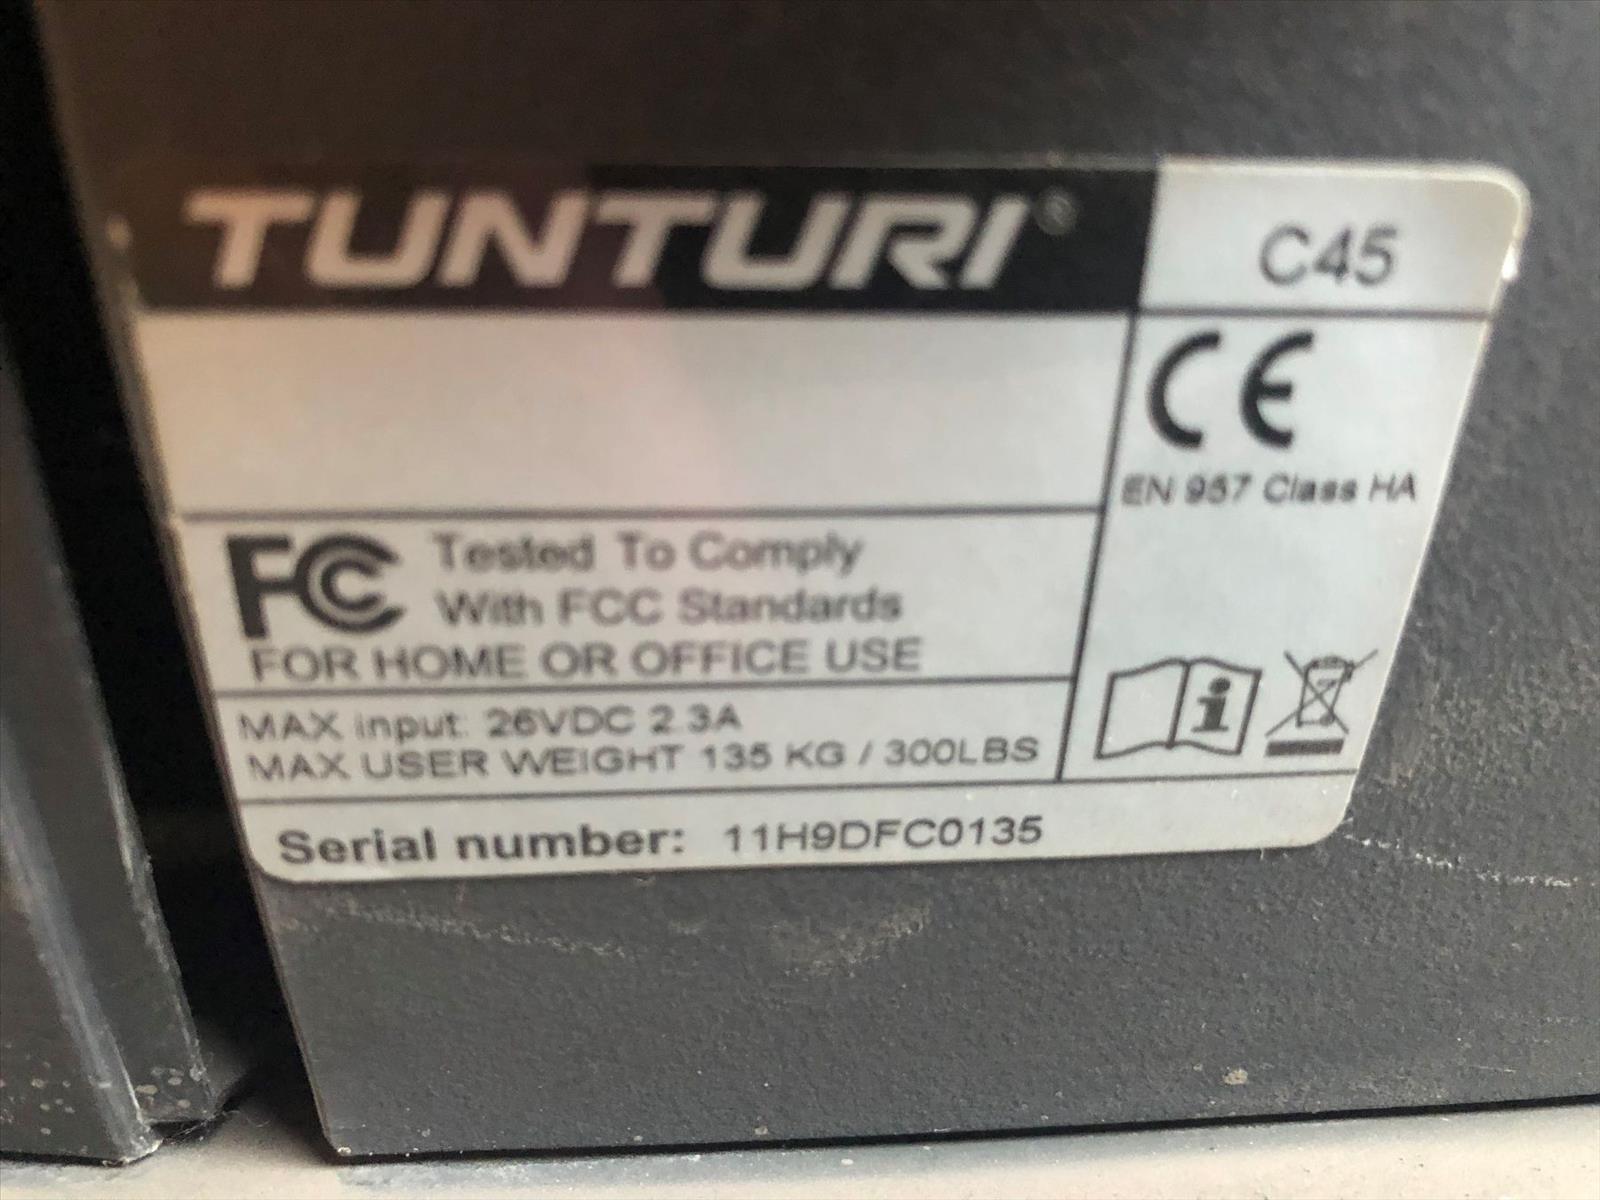 TUNTURI®
C45
CE
EN 957 Class HA
FC Tested To Comply
With FCC Standards
FOR HOME OR OFFICE USE
MAX input: 26VDC 2.3A
MAX USER WEIGHT 135 KG / 300LBS
Serial number: 11H9DFC0135